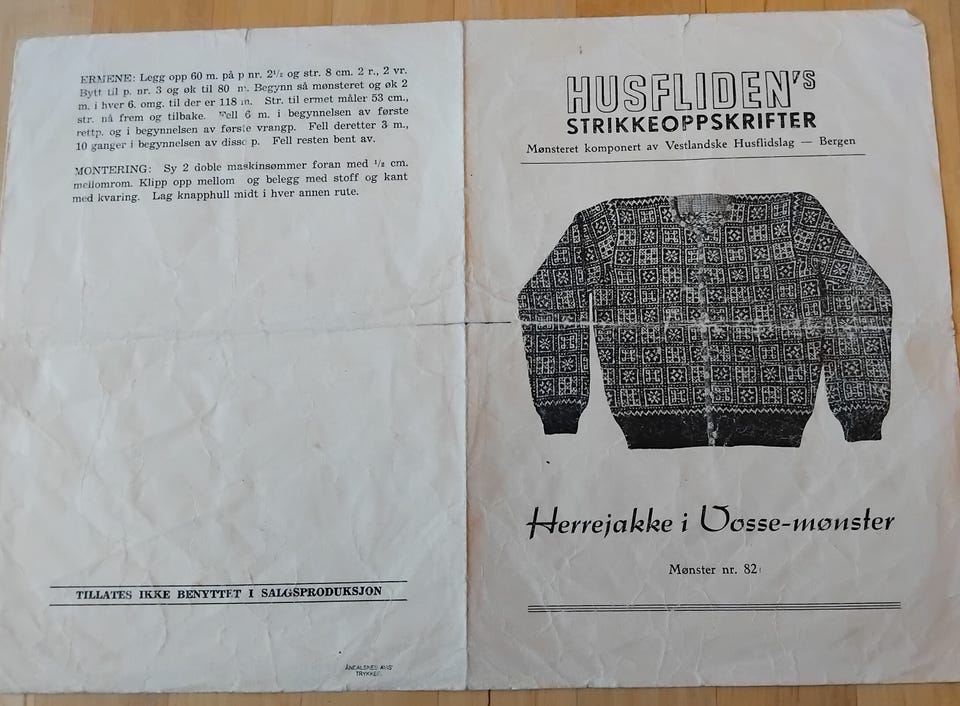 ERMENE: Legg opp 60 m. på p nr. 2½ og str. 8 cm. 2 r., 2 vr.
Bytt til p. nr. 3 og øk til 80 m. Begynn så mønsteret og øk 2
m. i hver 6. omg. til der er 118 m. Str. til ermet måler 53 cm.,
str. nå frem og tilbake. Fell 6 m. i begynnelsen av første
rettp. og i begynnelsen av første vrangp. Fell deretter 3 m.,
10 ganger i begynnelsen av disse p. Fell resten bent av.
MONTERING: Sy 2 doble maskinsømmer foran med ½ cm.
mellomrom. Klipp opp mellom og belegg med stoff og kant
med kvaring. Lag knapphull midt i hver annen rute.
TILLATES IKKE BENYTTET I SALGSPRODUKSJON
HUSFLIDEN's
STRIKKEOPPSKRIFTER
Mønsteret komponert av Vestlandske Husflidslag — Bergen
Herrejakke i Vosse-mønster
Mønster nr. 82